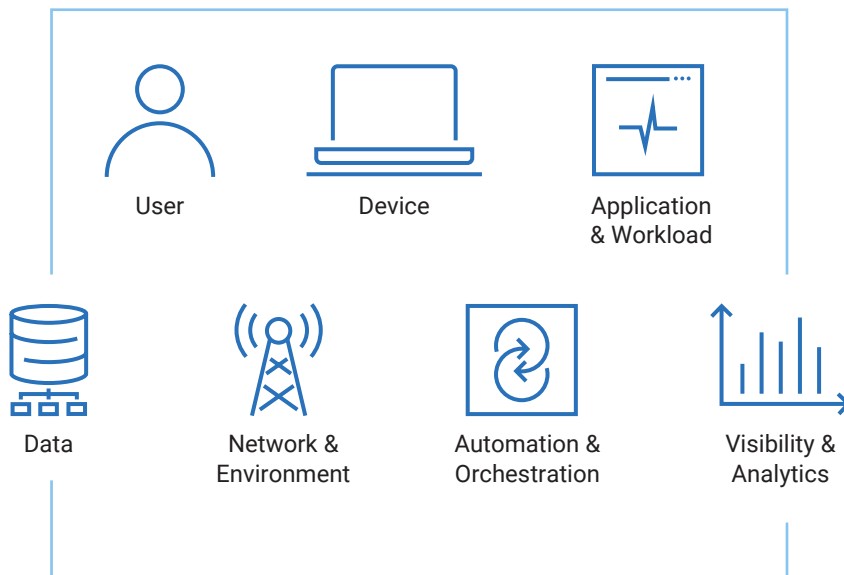 User
Device
Application
& Workload
Data
Network &
Environment
Automation &
Orchestration
Visibility &
Analytics